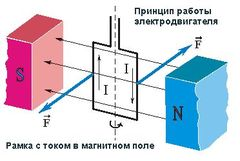 Принцип работы
электродвигателя
F
S
I
I
N
F
Рамка с током в магнитном поле